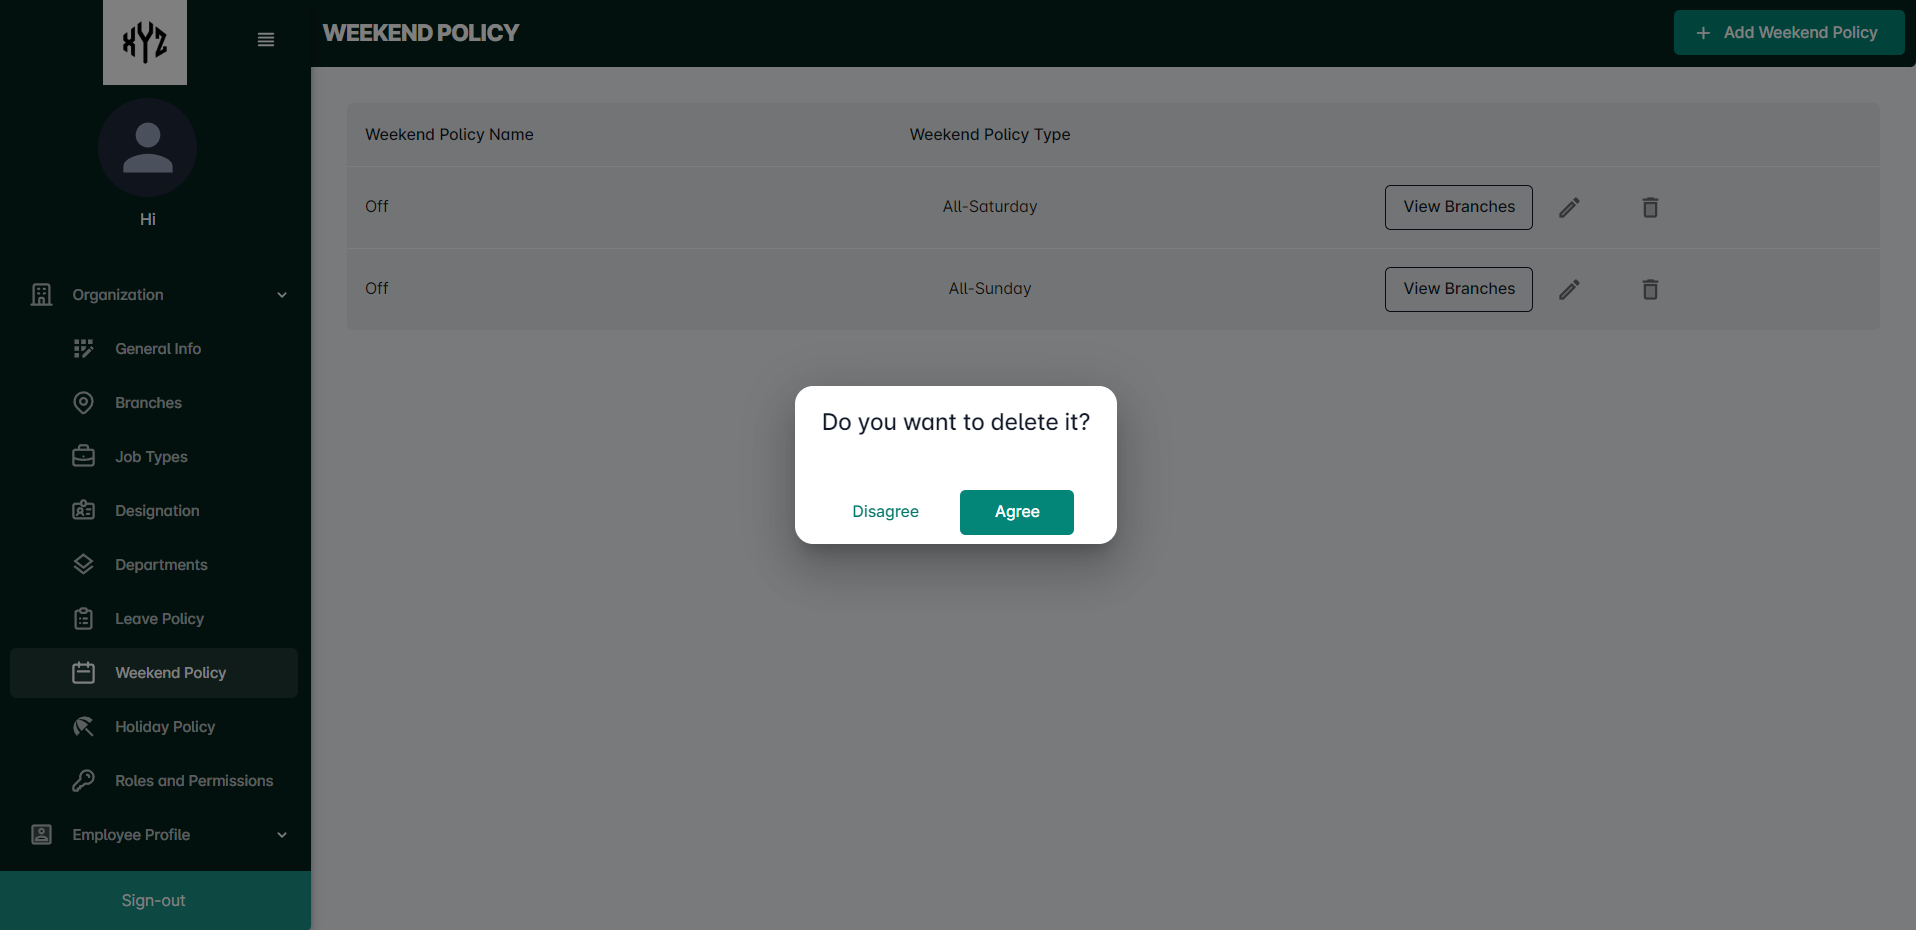 XYZ
WEEKEND POLICY
Add Weekend Policy
Hi
Organization
General Info
Branches
Job Types
Designation
Departments
Leave Policy
Weekend Policy
Holiday Policy
Roles and Permissions
Employee Profile
Sign-out
Weekend Policy Name Weekend Policy Type
Off All-Saturday View Branches
Off All-Sunday View Branches
Do you want to delete it?
Disagree Agree